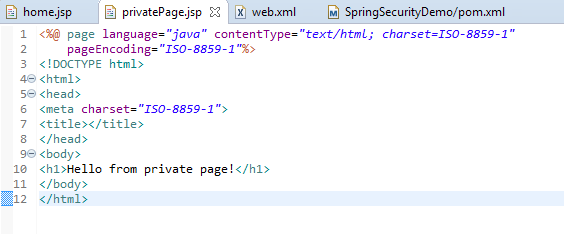 home.jsp privatePage.jsp web.xml SpringSecurityDemo/pom.xml
1 <%@ page language="java" contentType="text/html; charset=ISO-8859-1"
2 pageEncoding="ISO-8859-1"%>
3 <!DOCTYPE html>
4 <html>
5 <head>
6 <meta charset="ISO-8859-1">
7 <title></title>
8 </head>
9 <body>
10 <h1>Hello from private page!</h1>
11 </body>
12 </html>